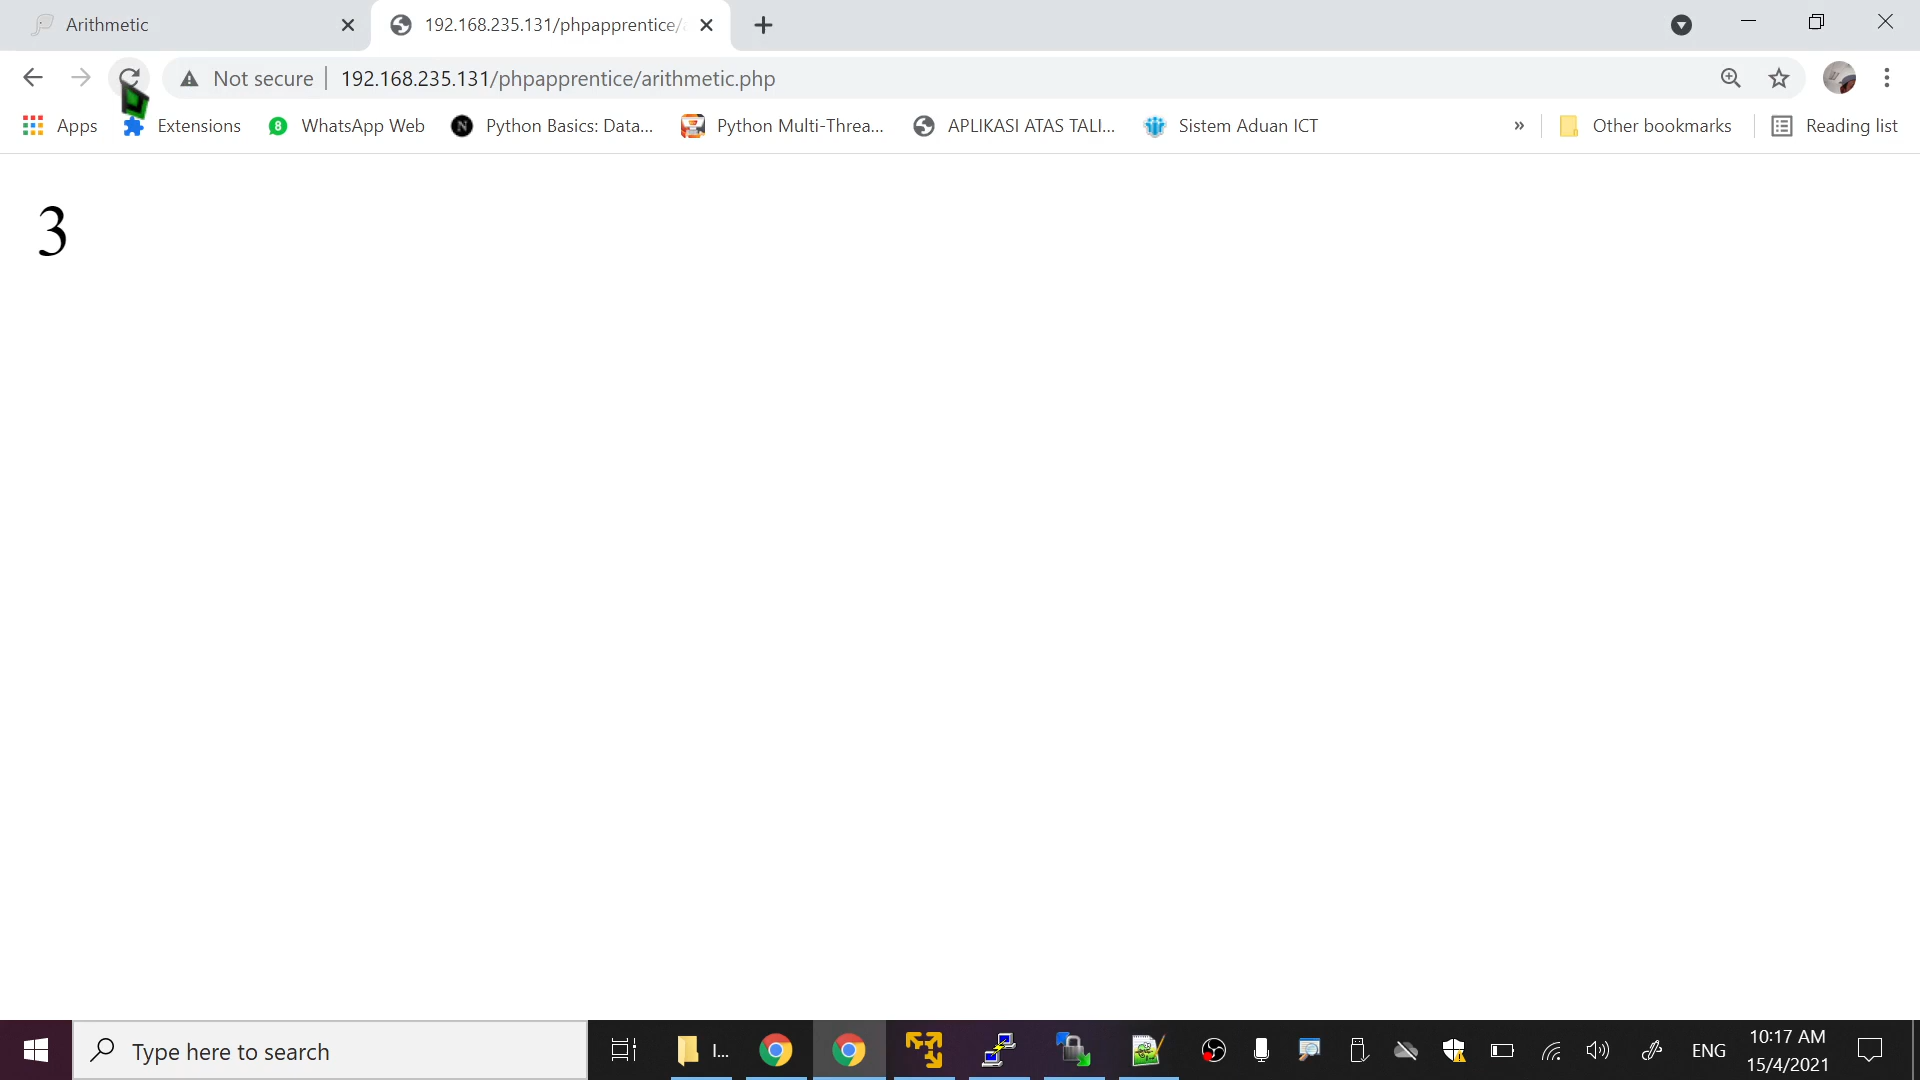 Arithmetic
192.168.235.131/phpapprentice/
Not secure 192.168.235.131/phpapprentice/arithmetic.php
Apps Extensions 8 WhatsApp Web N Python Basics: Data... Python Multi-Threa... APLIKASI ATAS TALI... Sistem Aduan ICT » Other bookmarks Reading list
3
Type here to search I... ENG 10:17 AM
15/4/2021